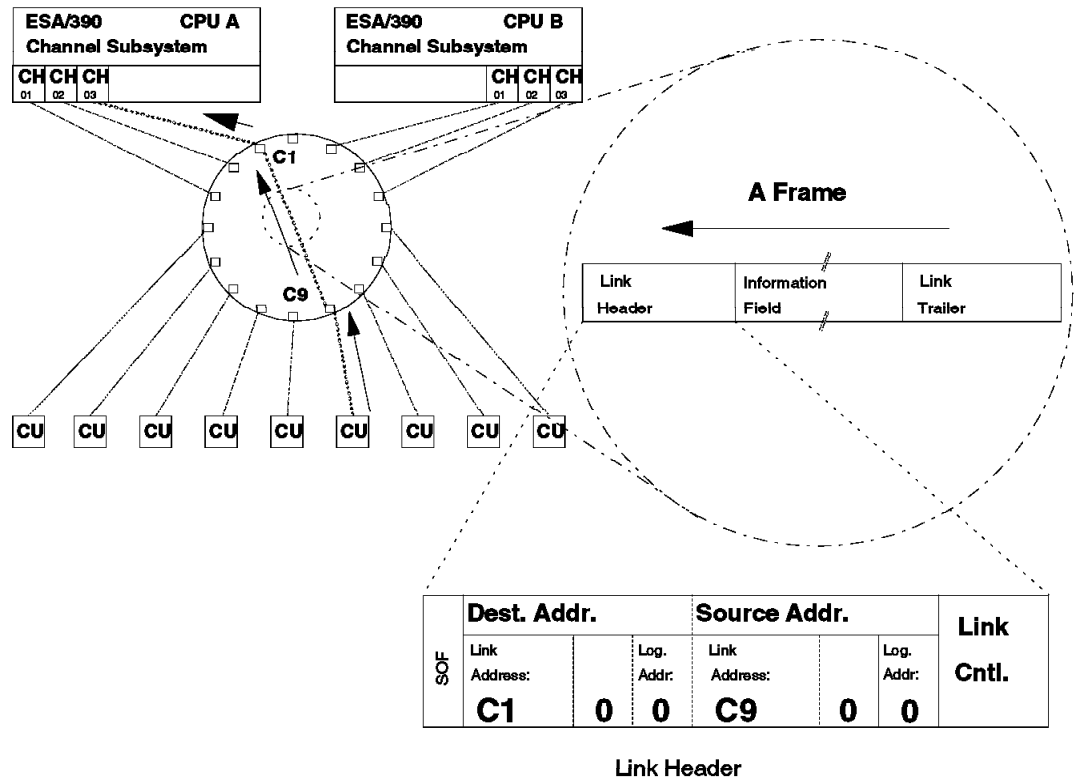 ESA/390 CPU A
Channel Subsystem
CH CH CH
01 02 03
ESA/390 CPU B
Channel Subsystem
CH CH CH
01 02 03
C1
C9
CU CU CU CU CU CU CU CU CU
A Frame
Link Header
Information Field
Link Trailer
SOF
Dest. Addr.
Source Addr.
Link Cntl.
Link Address:
Log. Addr:
Link Address:
Log. Addr:
C1 0 0 C9 0 0
Link Header